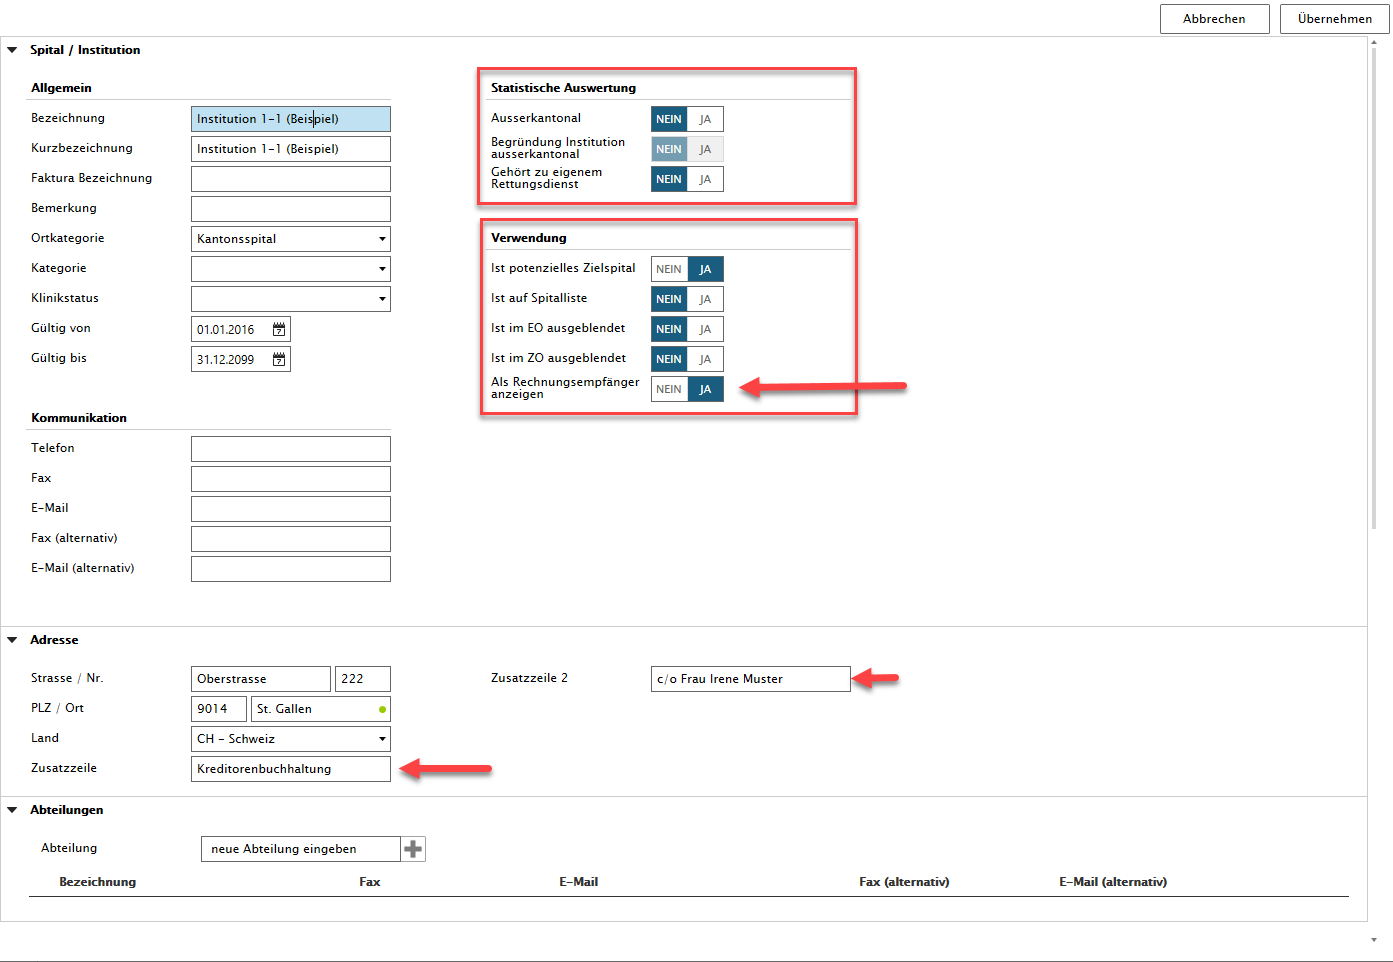 Abbrechen
Übernehmen
Spital / Institution
Allgemein
Bezeichnung
Institution 1-1 (Beispiel)
Kurzbezeichnung
Institution 1-1 (Beispiel)
Faktura Bezeichnung
Bemerkung
Ortkategorie
Kantonsspital
Kategorie
Klinikstatus
Gültig von
01.01.2016
Gültig bis
31.12.2099
Statistische Auswertung
Ausserkantonal
NEIN JA
Begründung Institution
ausserkantonal
NEIN JA
Gehört zu eigenem
Rettungsdienst
NEIN JA
Verwendung
Ist potenzielles Zielspital
NEIN JA
Ist auf Spitalliste
NEIN JA
Ist im EO ausgeblendet
NEIN JA
Ist im ZO ausgeblendet
NEIN JA
Als Rechnungsempfänger
anzeigen
NEIN JA
Kommunikation
Telefon
Fax
E-Mail
Fax (alternativ)
E-Mail (alternativ)
Adresse
Strasse / Nr.
Oberstrasse
222
PLZ / Ort
9014
St. Gallen
Land
CH - Schweiz
Zusatzzeile
Kreditorenbuchhaltung
Zusatzzeile 2
c/o Frau Irene Muster
Abteilungen
Abteilung
neue Abteilung eingeben
Bezeichnung Fax E-Mail Fax (alternativ) E-Mail (alternativ)